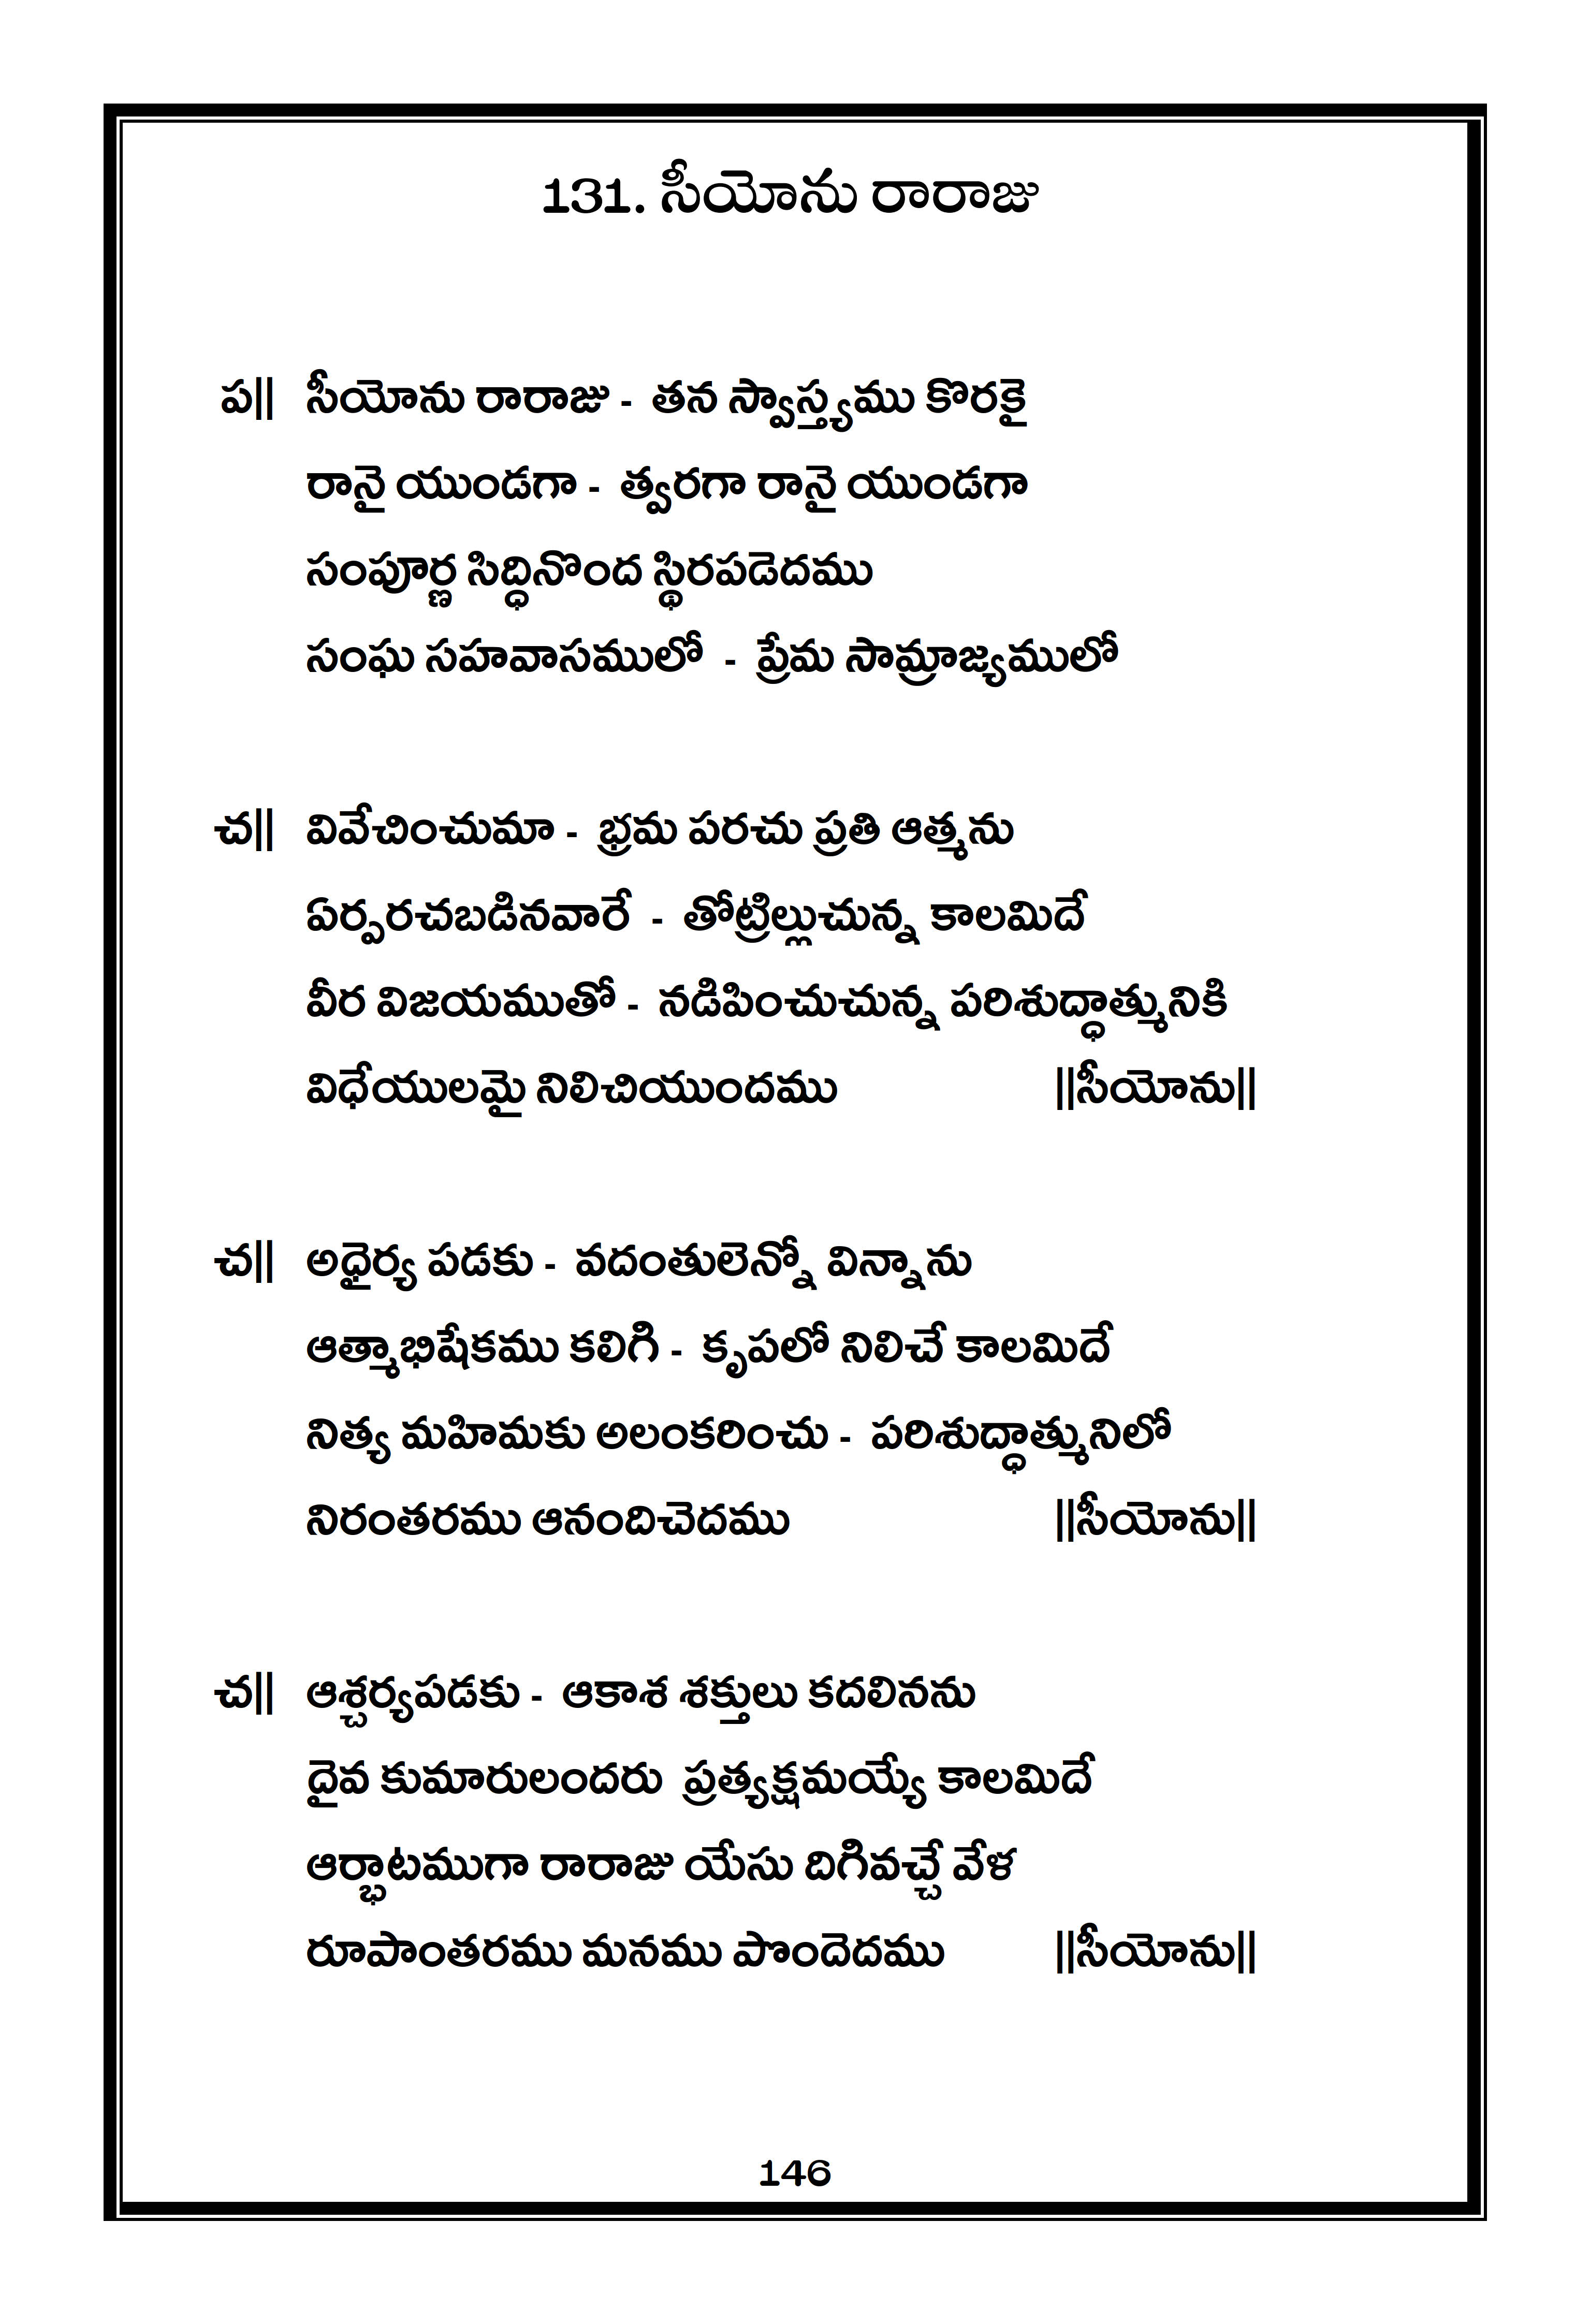 131. సీయోను రారాజు
ప|| సీయోను రారాజు - తన స్వాస్త్యము కొరకై
రానై యుండగా - త్వరగా రానై యుండగా
సంపూర్ణ సిద్ధినొంద స్థిరపడెదము
సంఘ సహవాసములో - ప్రేమ సామ్రాజ్యములో
చ|| వివేచించుమా - భ్రమ పరచు ప్రతి ఆత్మను
ఏర్పరచబడినవారే - తోట్రిల్లుచున్న కాలమిదే
వీర విజయముతో - నడిపించుచున్న పరిశుద్ధాత్మునికి
విధేయులమై నిలిచియుందము ||సీయోను||
చ|| అధైర్య పడకు - వదంతులెన్నో విన్నాను
ఆత్మాభిషేకము కలిగి - కృపలో నిలిచే కాలమిదే
నిత్య మహిమకు అలంకరించు - పరిశుద్ధాత్మునిలో
నిరంతరము ఆనందిచెదము ||సీయోను||
చ|| ఆశ్చర్యపడకు - ఆకాశ శక్తులు కదలినను
దైవ కుమారులందరు ప్రత్యక్షమయ్యే కాలమిదే
ఆర్భాటముగా రారాజు యేసు దిగివచ్చే వేళ
రూపాంతరము మనము పొందెదము ||సీయోను||
146